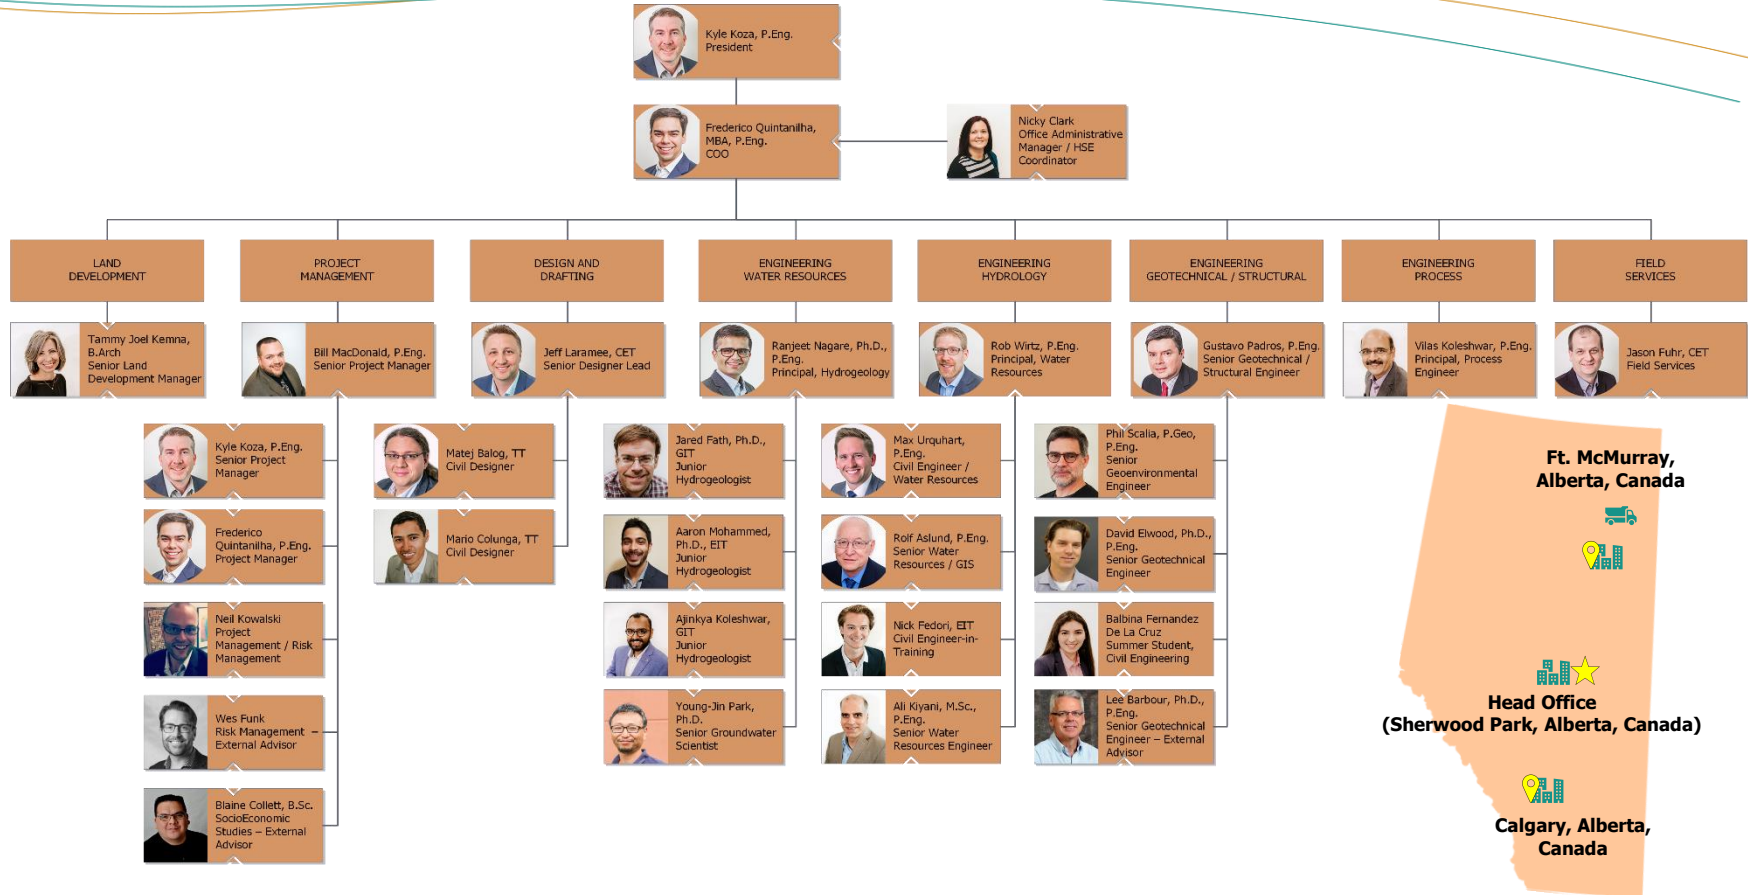 Kyle Koza, P.Eng.
President
Frederico Quintanilha,
MBA, P.Eng.
COO
Nicky Clark
Office Administrative
Manager / HSE
Coordinator
LAND
DEVELOPMENT
PROJECT
MANAGEMENT
DESIGN AND
DRAFTING
ENGINEERING
WATER RESOURCES
ENGINEERING
HYDROLOGY
ENGINEERING
GEOTECHNICAL / STRUCTURAL
ENGINEERING
PROCESS
FIELD
SERVICES
Tammy Joel Kemna,
B.Arch
Senior Land
Development Manager
Bill MacDonald, P.Eng.
Senior Project Manager
Jeff Laramee, CET
Senior Designer Lead
Ranjeet Nagare, Ph.D.,
P.Eng.
Principal, Hydrogeology
Rob Wirtz, P.Eng.
Principal, Water
Resources
Gustavo Padros, P.Eng.
Senior Geotechnical /
Structural Engineer
Vilas Koleshwar, P.Eng.
Principal, Process
Engineer
Jason Fuhr, CET
Field Services
Kyle Koza, P.Eng.
Senior Project
Manager
Frederico
Quintanilha, P.Eng.
Project Manager
Neil Kowalski
Project
Management / Risk
Management
Wes Funk
Risk Management –
External Advisor
Blaine Collett, B.Sc.
SocioEconomic
Studies – External
Advisor
Matej Balog, TT
Civil Designer
Mario Colunga, TT
Civil Designer
Jared Fath, Ph.D.,
GIT
Junior
Hydrogeologist
Aaron Mohammed,
Ph.D., EIT
Junior
Hydrogeologist
Ajinkya Koleshwar,
GIT
Junior
Hydrogeologist
Young-Jin Park,
Ph.D.
Senior Groundwater
Scientist
Max Urquhart,
P.Eng.
Civil Engineer /
Water Resources
Rolf Aslund, P.Eng.
Senior Water
Resources / GIS
Nick Fedori, EIT
Civil Engineer-in-
Training
Ali Kiyani, M.Sc.,
P.Eng.
Senior Water
Resources Engineer
Phil Scalia, P.Geo,
P.Eng.
Senior
Geoenvironmental
Engineer
David Elwood, Ph.D.,
P.Eng.
Senior Geotechnical
Engineer
Balbina Fernandez
De La Cruz
Summer Student,
Civil Engineering
Lee Barbour, Ph.D.,
P.Eng.
Senior Geotechnical
Engineer – External
Advisor
Ft. McMurray,
Alberta, Canada
Head Office
(Sherwood Park, Alberta, Canada)
Calgary, Alberta,
Canada